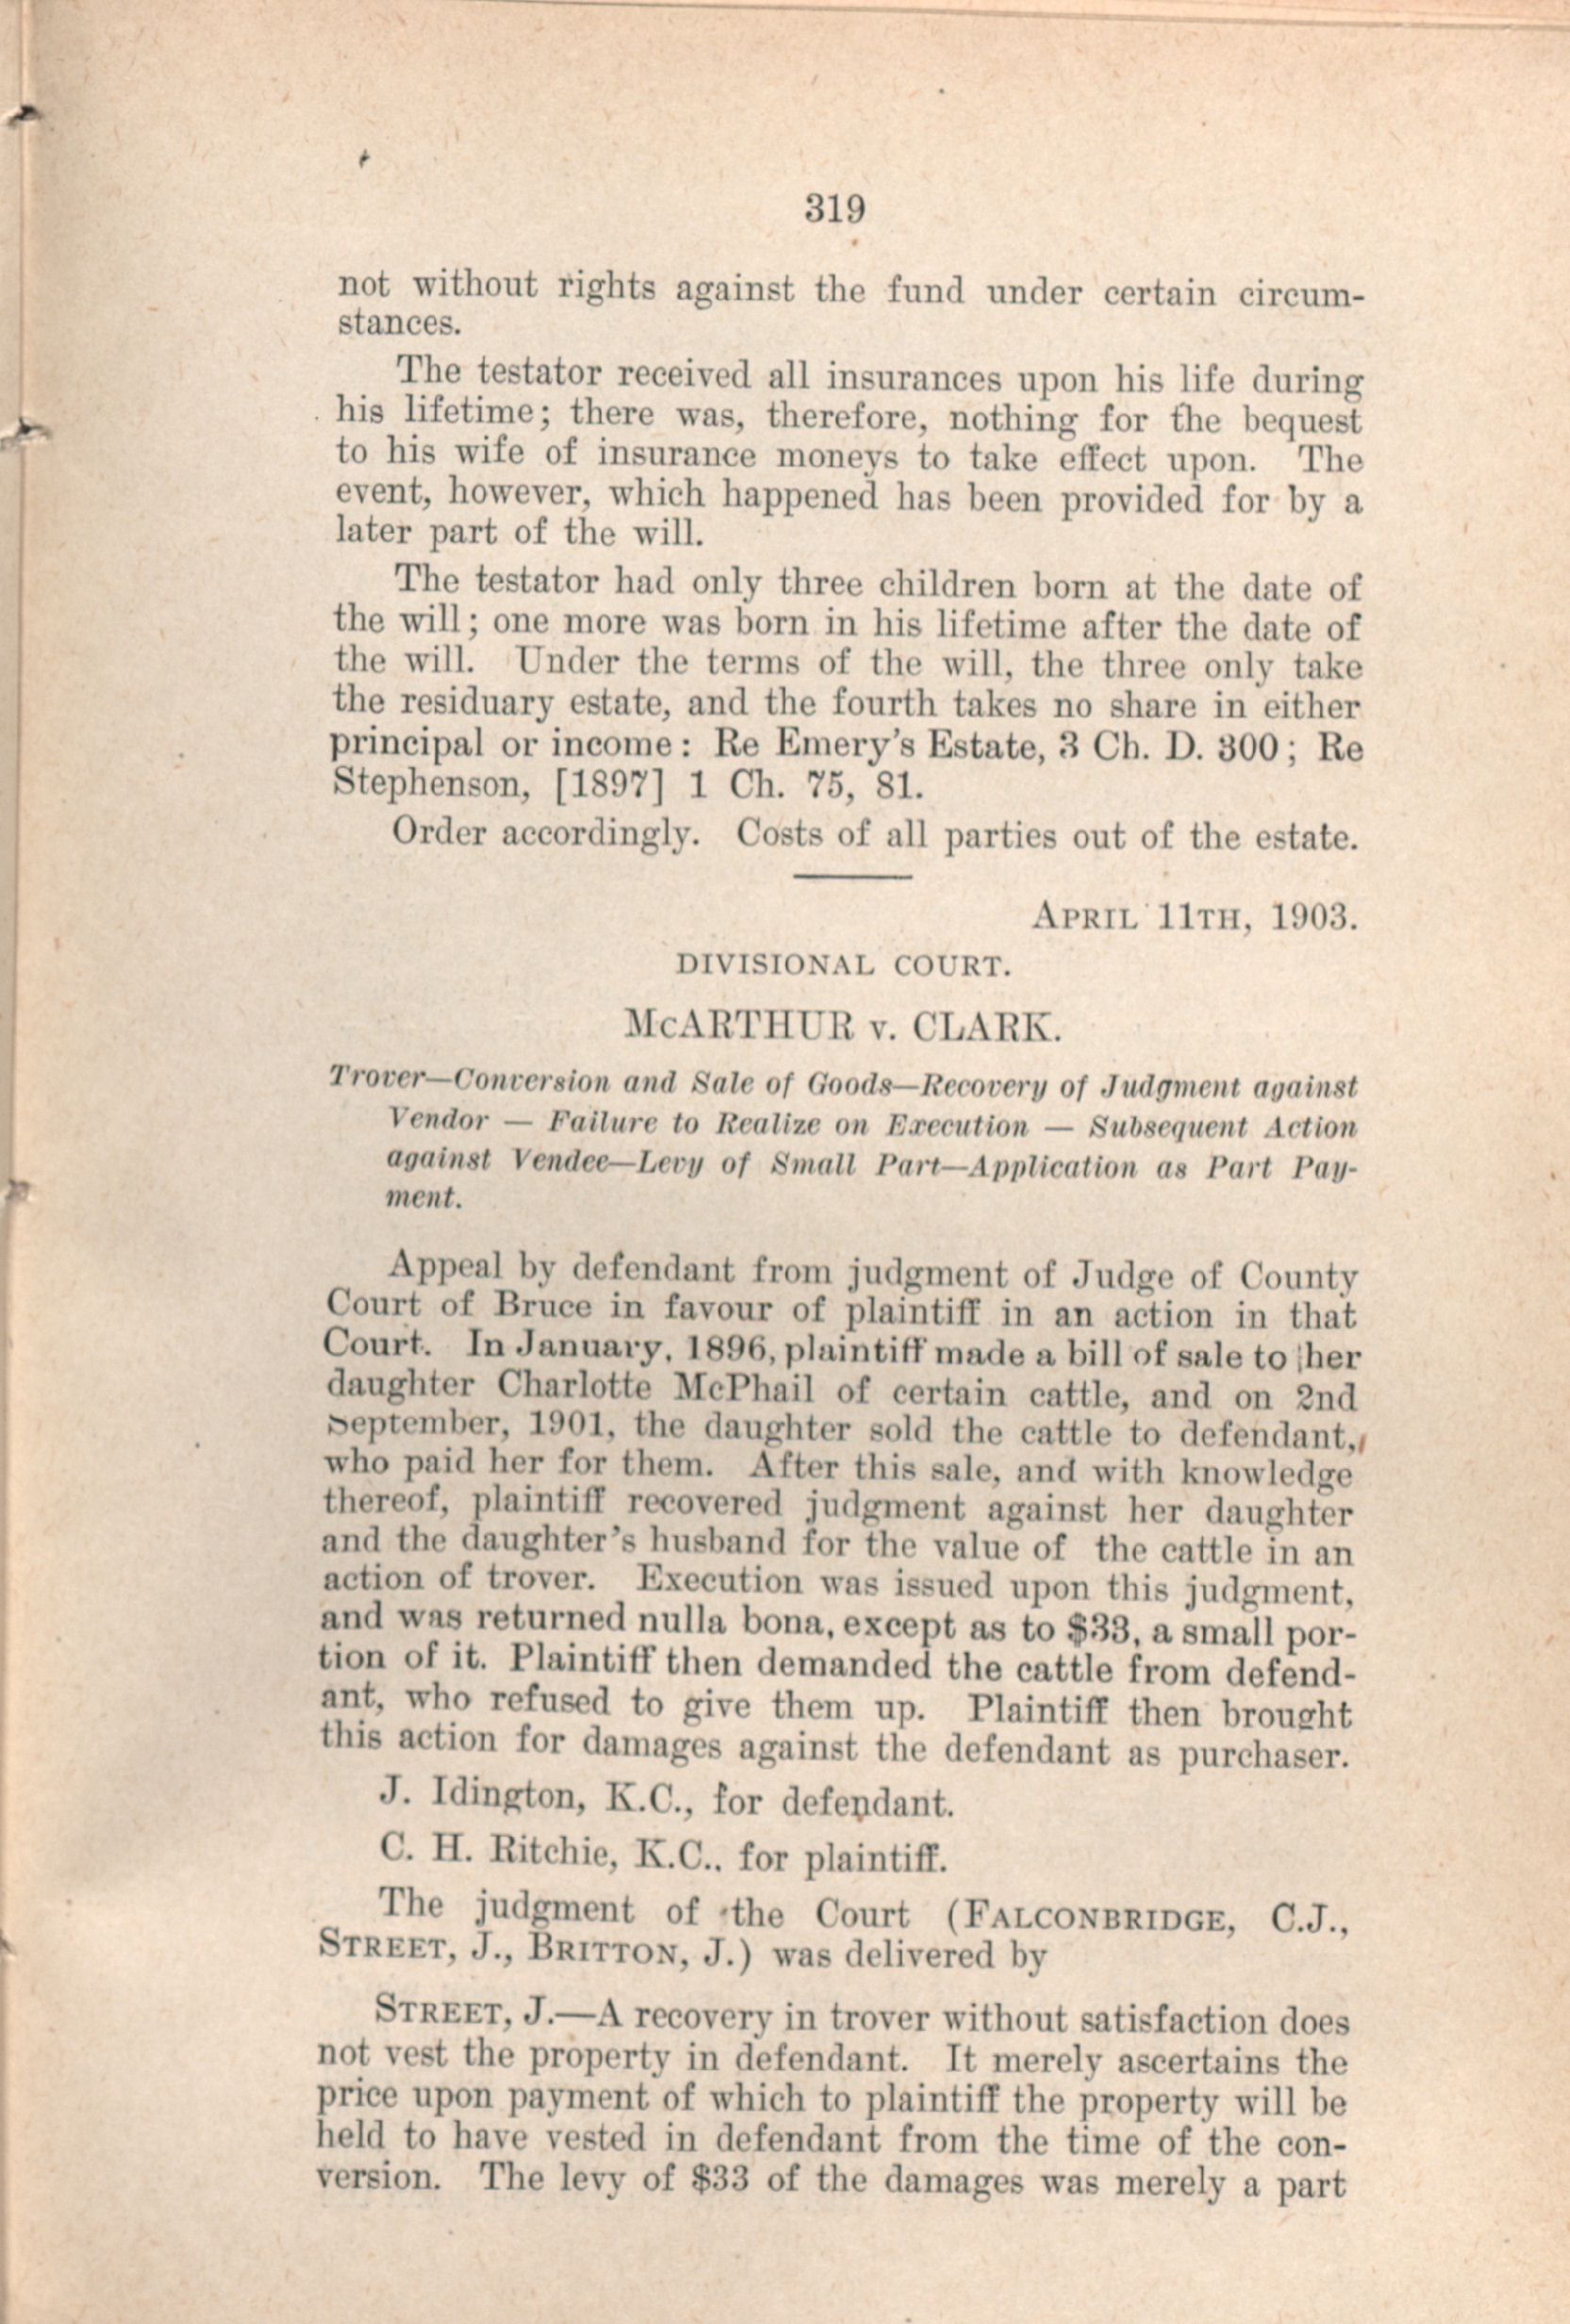 319
not without rights against the fund under certain circum-
stances.
The testator received all insurances upon his life during
his lifetime; there was, therefore, nothing for the bequest
to his wife of insurance moneys to take effect upon. The
event, however, which happened has been provided for by a
later part of the will.
The testator had only three children born at the date of
the will; one more was born in his lifetime after the date of
the will. Under the terms of the will, the three only take
the residuary estate, and the fourth takes no share in either
principal or income: Re Emery's Estate, 3 Ch. D. 300; Re
Stephenson, [1897] 1 Ch. 75, 81.
Order accordingly. Costs of all parties out of the estate.
APRIL 11TH, 1903.
DIVISIONAL COURT.
McARTHUR v. CLARK.
Trover—Conversion and Sale of Goods—Recovery of Judgment against
Vendor — Failure to Realize on Execution — Subsequent Action
against Vendee—Levy of Small Part—Application as Part Pay-
ment.
Appeal by defendant from judgment of Judge of County
Court of Bruce in favour of plaintiff in an action in that
Court. In January, 1896, plaintiff made a bill of sale to her
daughter Charlotte McPhail of certain cattle, and on 2nd
September, 1901, the daughter sold the cattle to defendant,
who paid her for them. After this sale, and with knowledge
thereof, plaintiff recovered judgment against her daughter
and the daughter's husband for the value of the cattle in an
action of trover. Execution was issued upon this judgment,
and was returned nulla bona, except as to $33, a small por-
tion of it. Plaintiff then demanded the cattle from defend-
ant, who refused to give them up. Plaintiff then brought
this action for damages against the defendant as purchaser.
J. Idington, K.C., for defendant.
C. H. Ritchie, K.C.. for plaintiff.
The judgment of the Court (FALCONBRIDGE, C.J.,
STREET, J., BRITTON, J.) was delivered by
STREET, J.—A recovery in trover without satisfaction does
not vest the property in defendant. It merely ascertains the
price upon payment of which to plaintiff the property will be
held to have vested in defendant from the time of the con-
version. The levy of $33 of the damages was merely a part